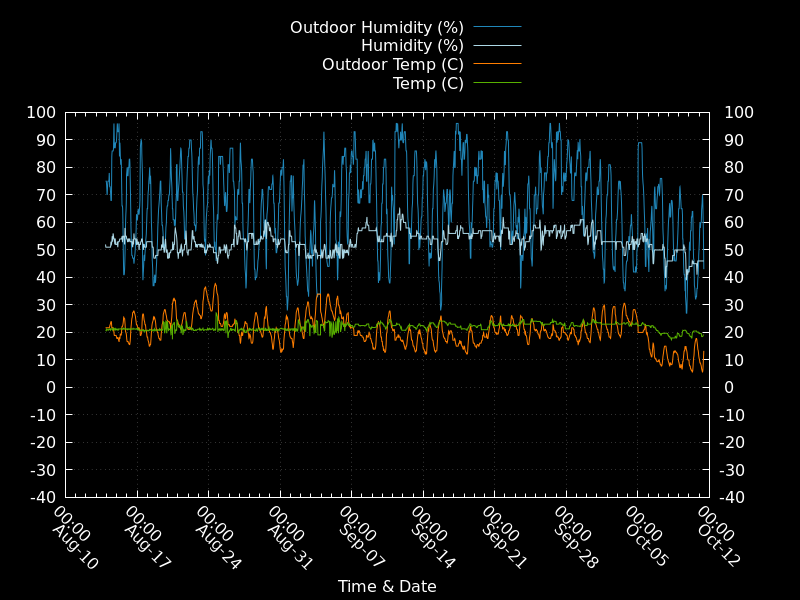 Outdoor Humidity (%)
Humidity (%)
Outdoor Temp (C)
Temp (C)
100 100
90 90
80 80
70 70
60 60
50 50
40 40
30 30
20 20
10 10
0 0
-10 -10
-20 -20
-30 -30
-40 -40
00:00 00:00 00:00 00:00 00:00 00:00 00:00 00:00 00:00 00:00
Aug-10 Aug-17 Aug-24 Aug-31 Sep-07 Sep-14 Sep-21 Sep-28 Oct-05 Oct-12
Time & Date